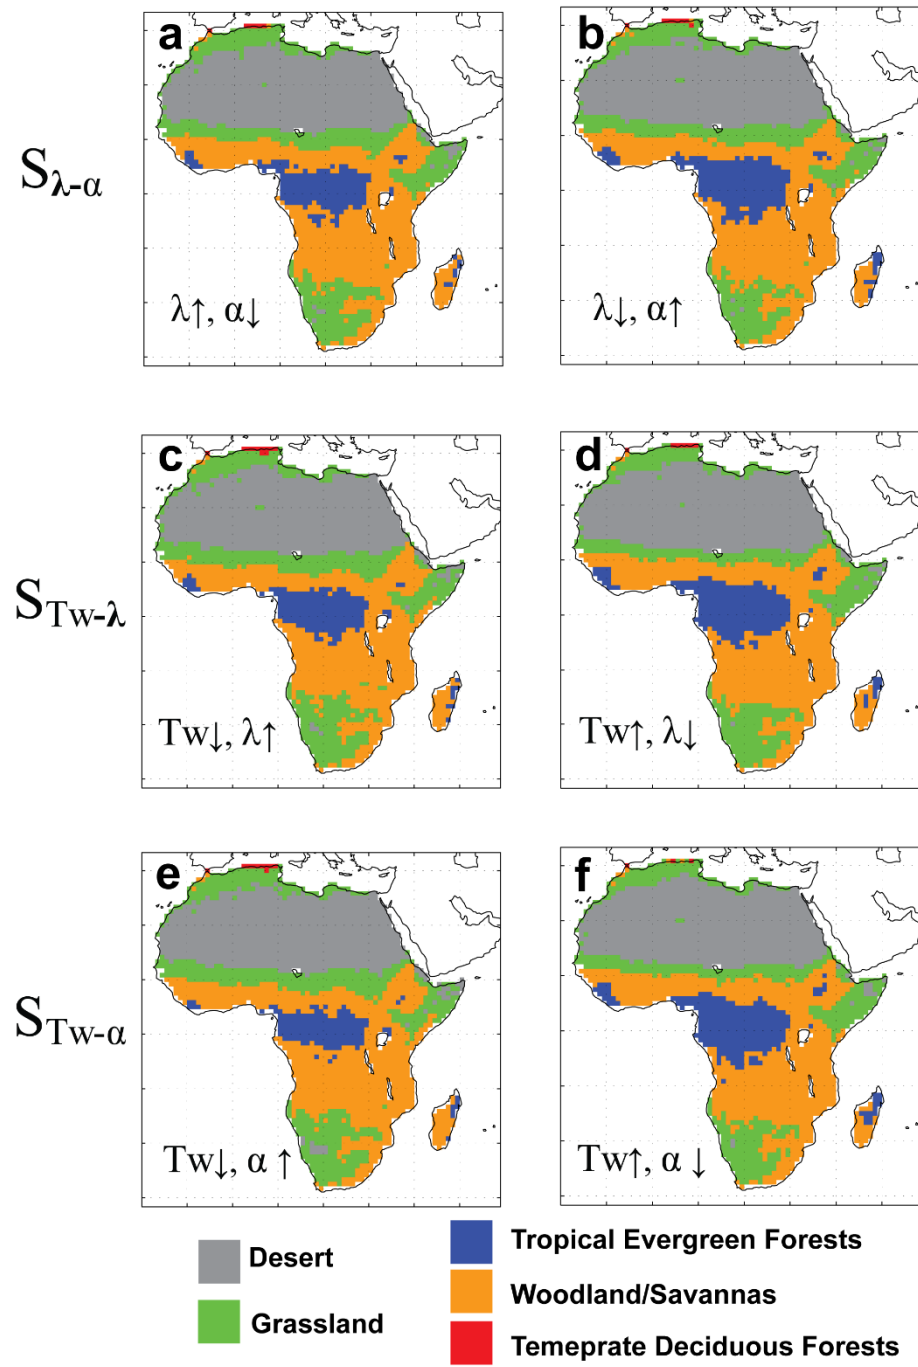 a
b
Sλ-α
λ↑, α↓
λ↓, α↑
c
d
STw-λ
Tw↓, λ↑
Tw↑, λ↓
e
f
STw-α
Tw↓, α ↑
Tw↑, α ↓
Desert
Grassland
Tropical Evergreen Forests
Woodland/Savannas
Temeprate Deciduous Forests